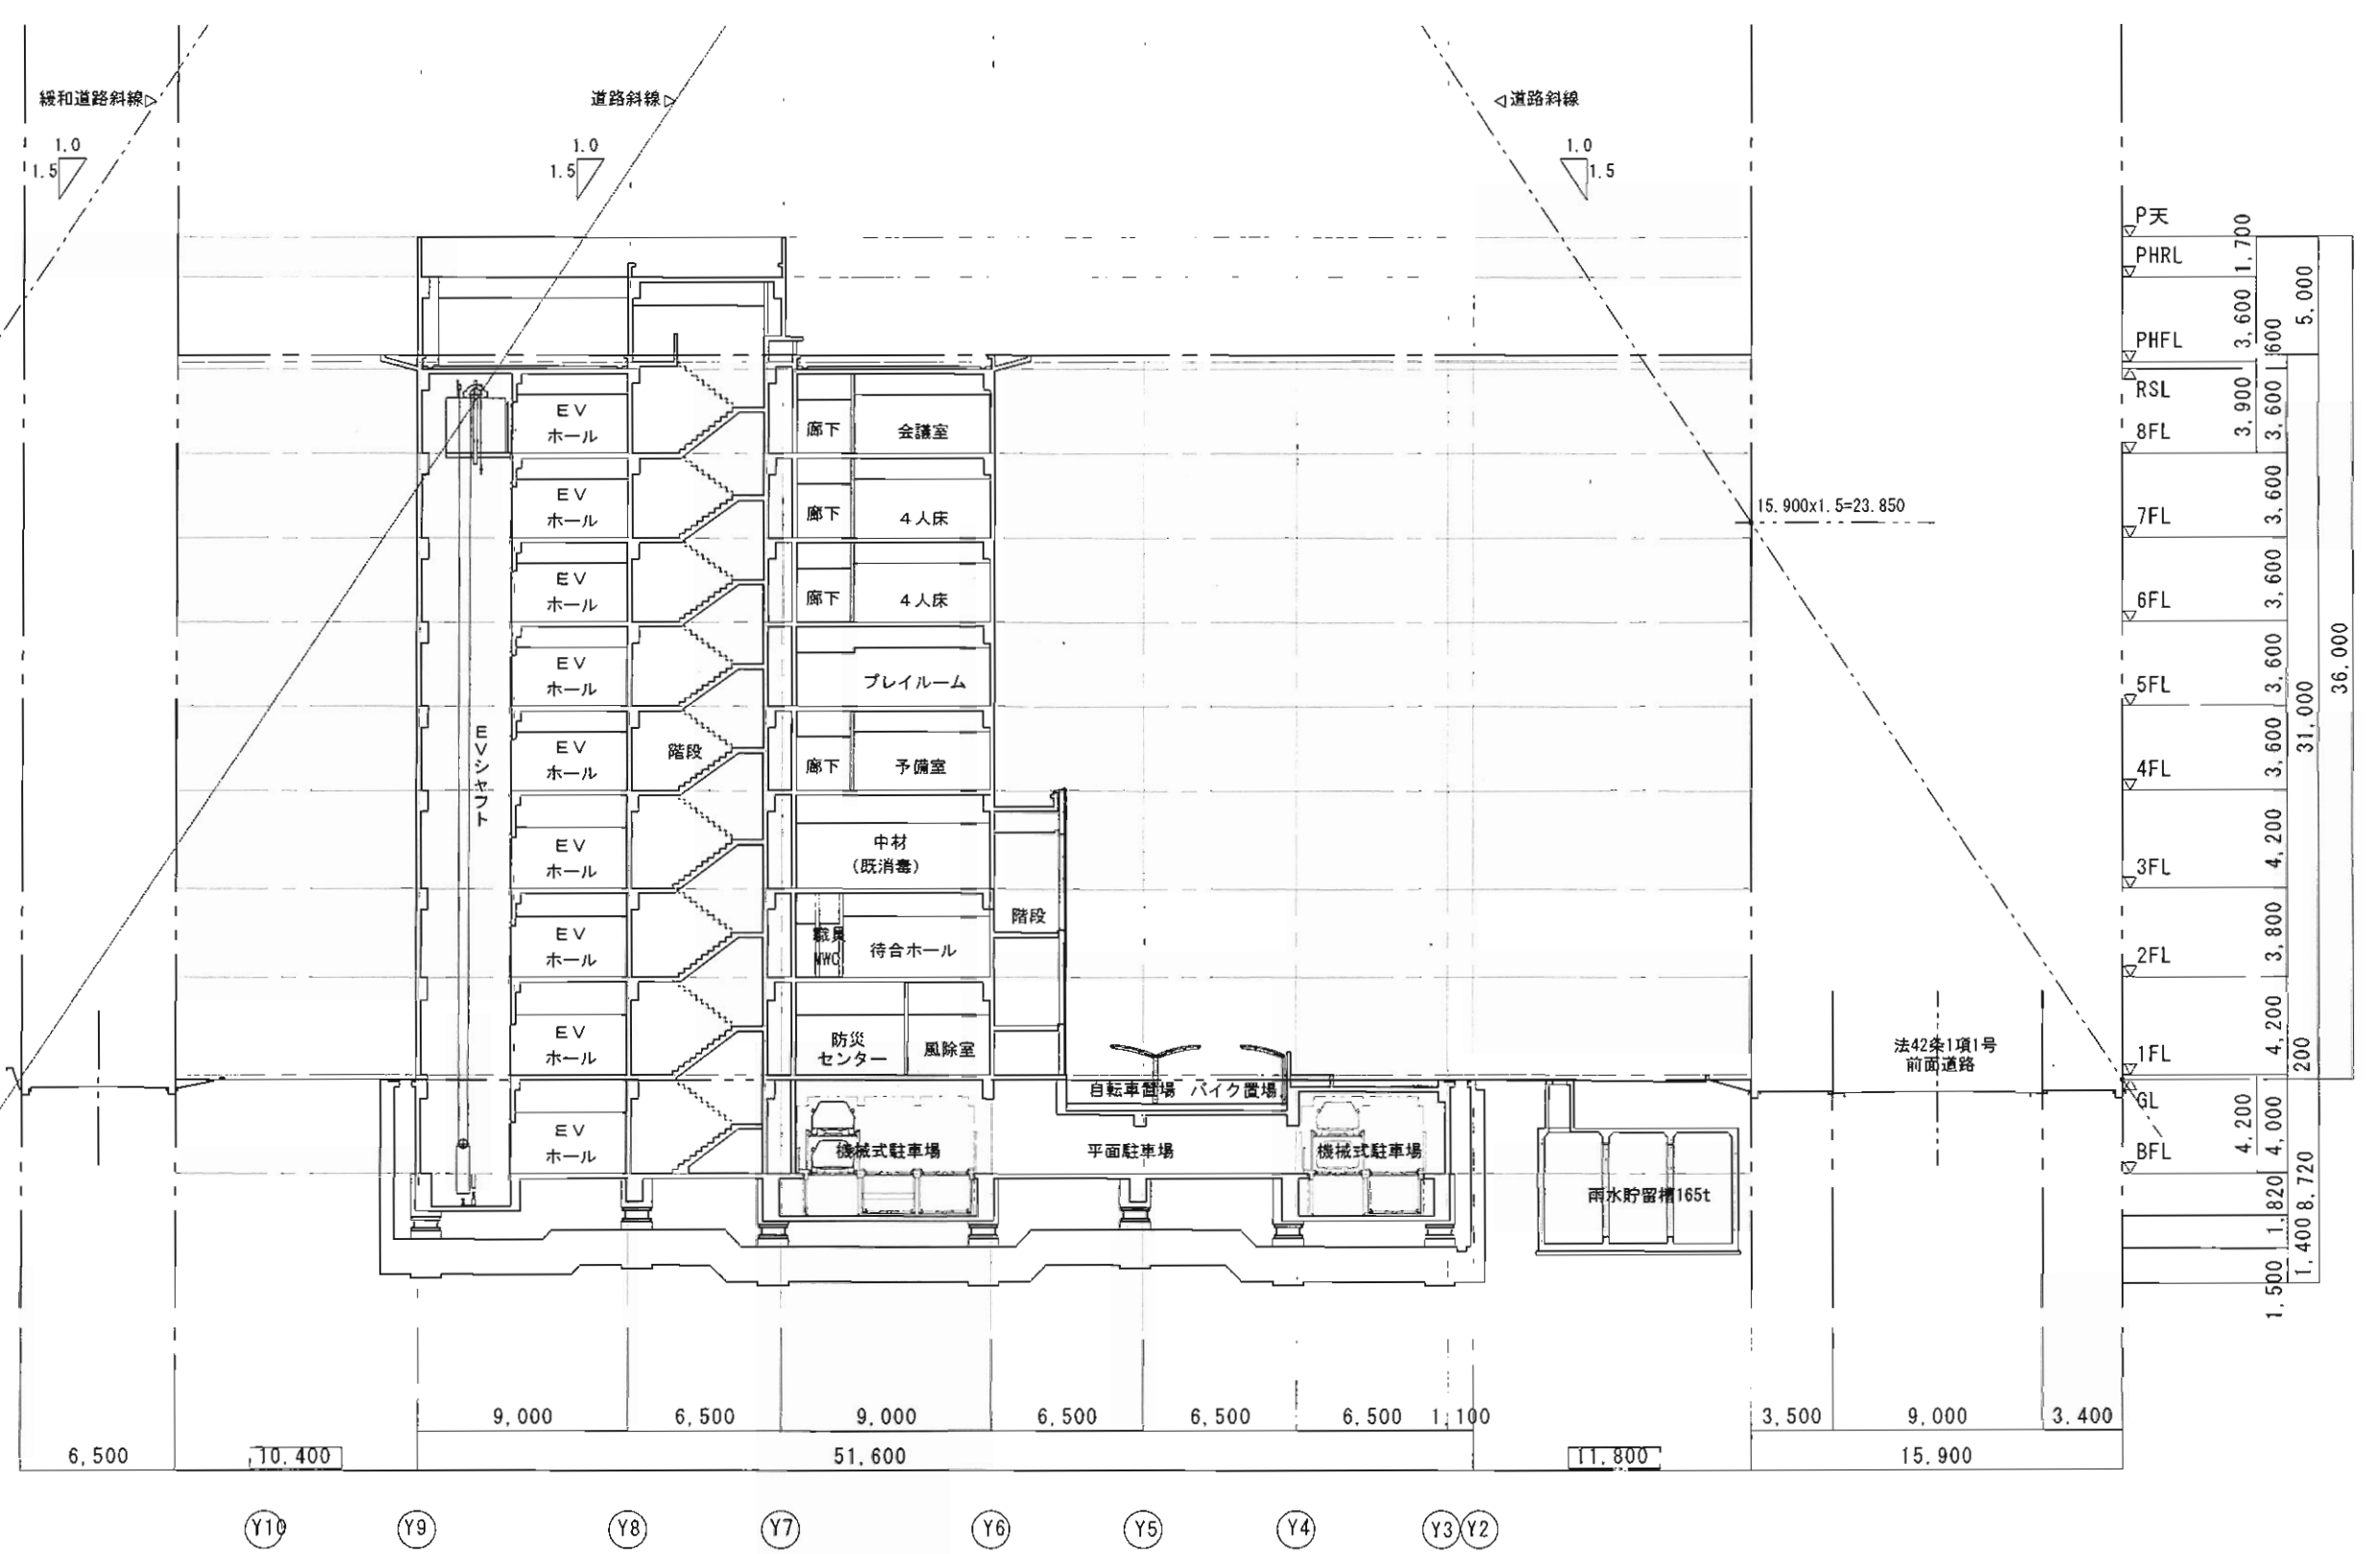 緩和道路斜線
道路斜線
道路斜線
1.0
1.5
1.0
1.5
1.0
1.5
P天
PHRL
PHFL
RSL
8FL
7FL
6FL
5FL
4FL
3FL
2FL
1FL
GL
BFL
1,700
3,600
600
5,000
3,900
3,600
3,600
3,600
3,600
3,600
4,200
3,800
4,200
200
31,000
36.000
4,200
4,000
1,820
8,720
1,400
1,500
15.900x1.5=23.850
EV
ホール
廊下
会議室
EV
ホール
廊下
4人床
EV
ホール
廊下
4人床
EV
ホール
プレイルーム
EVシャフト
EV
ホール
階段
廊下
予備室
EV
ホール
中材
(既消毒)
EV
ホール
職員
待合ホール
階段
EV
ホール
防災
センター
風除室
法42条1項1号
前面道路
自転車置場 バイク置場
EV
ホール
機械式駐車場
平面駐車場
機械式駐車場
雨水貯留槽165t
9,000
6,500
9,000
6,500
6,500
6,500
1,100
3,500
9,000
3.400
6,500
10.400
51,600
11.800
15.900
Y10
Y9
Y8
Y7
Y6
Y5
Y4
Y3
Y2